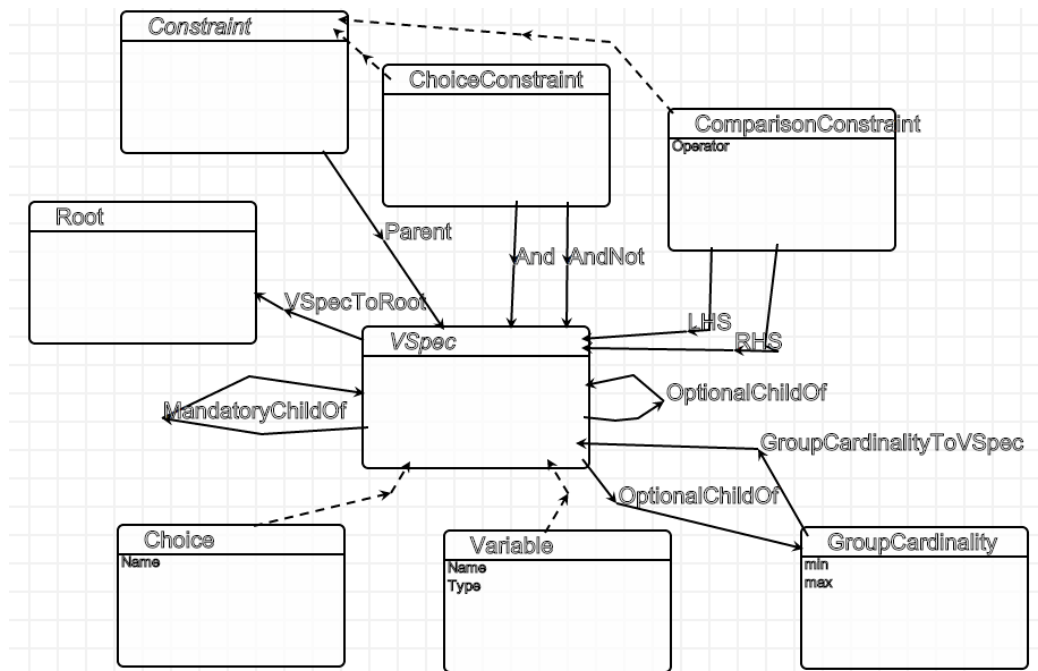 Constraint
ChoiceConstraint
ComparisonConstraint
Operator
Root
Parent
And
AndNot
VSpecToRoot
LHS
RHS
VSpec
MandatoryChildOf
OptionalChildOf
GroupCardinalityToVSpec
OptionalChildOf
Choice
Name
Variable
Name
Type
GroupCardinality
min
max